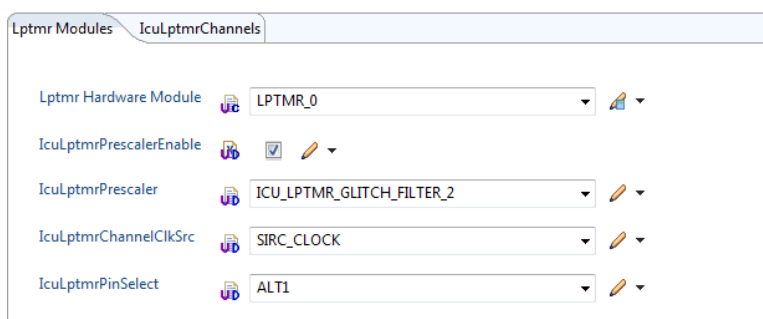 Lptmr Modules IcuLptmrChannels
Lptmr Hardware Module LPTMR_0
IcuLptmrPrescalerEnable
IcuLptmrPrescaler ICU_LPTMR_GLITCH_FILTER_2
IcuLptmrChannelClkSrc SIRC_CLOCK
IcuLptmrPinSelect ALT1